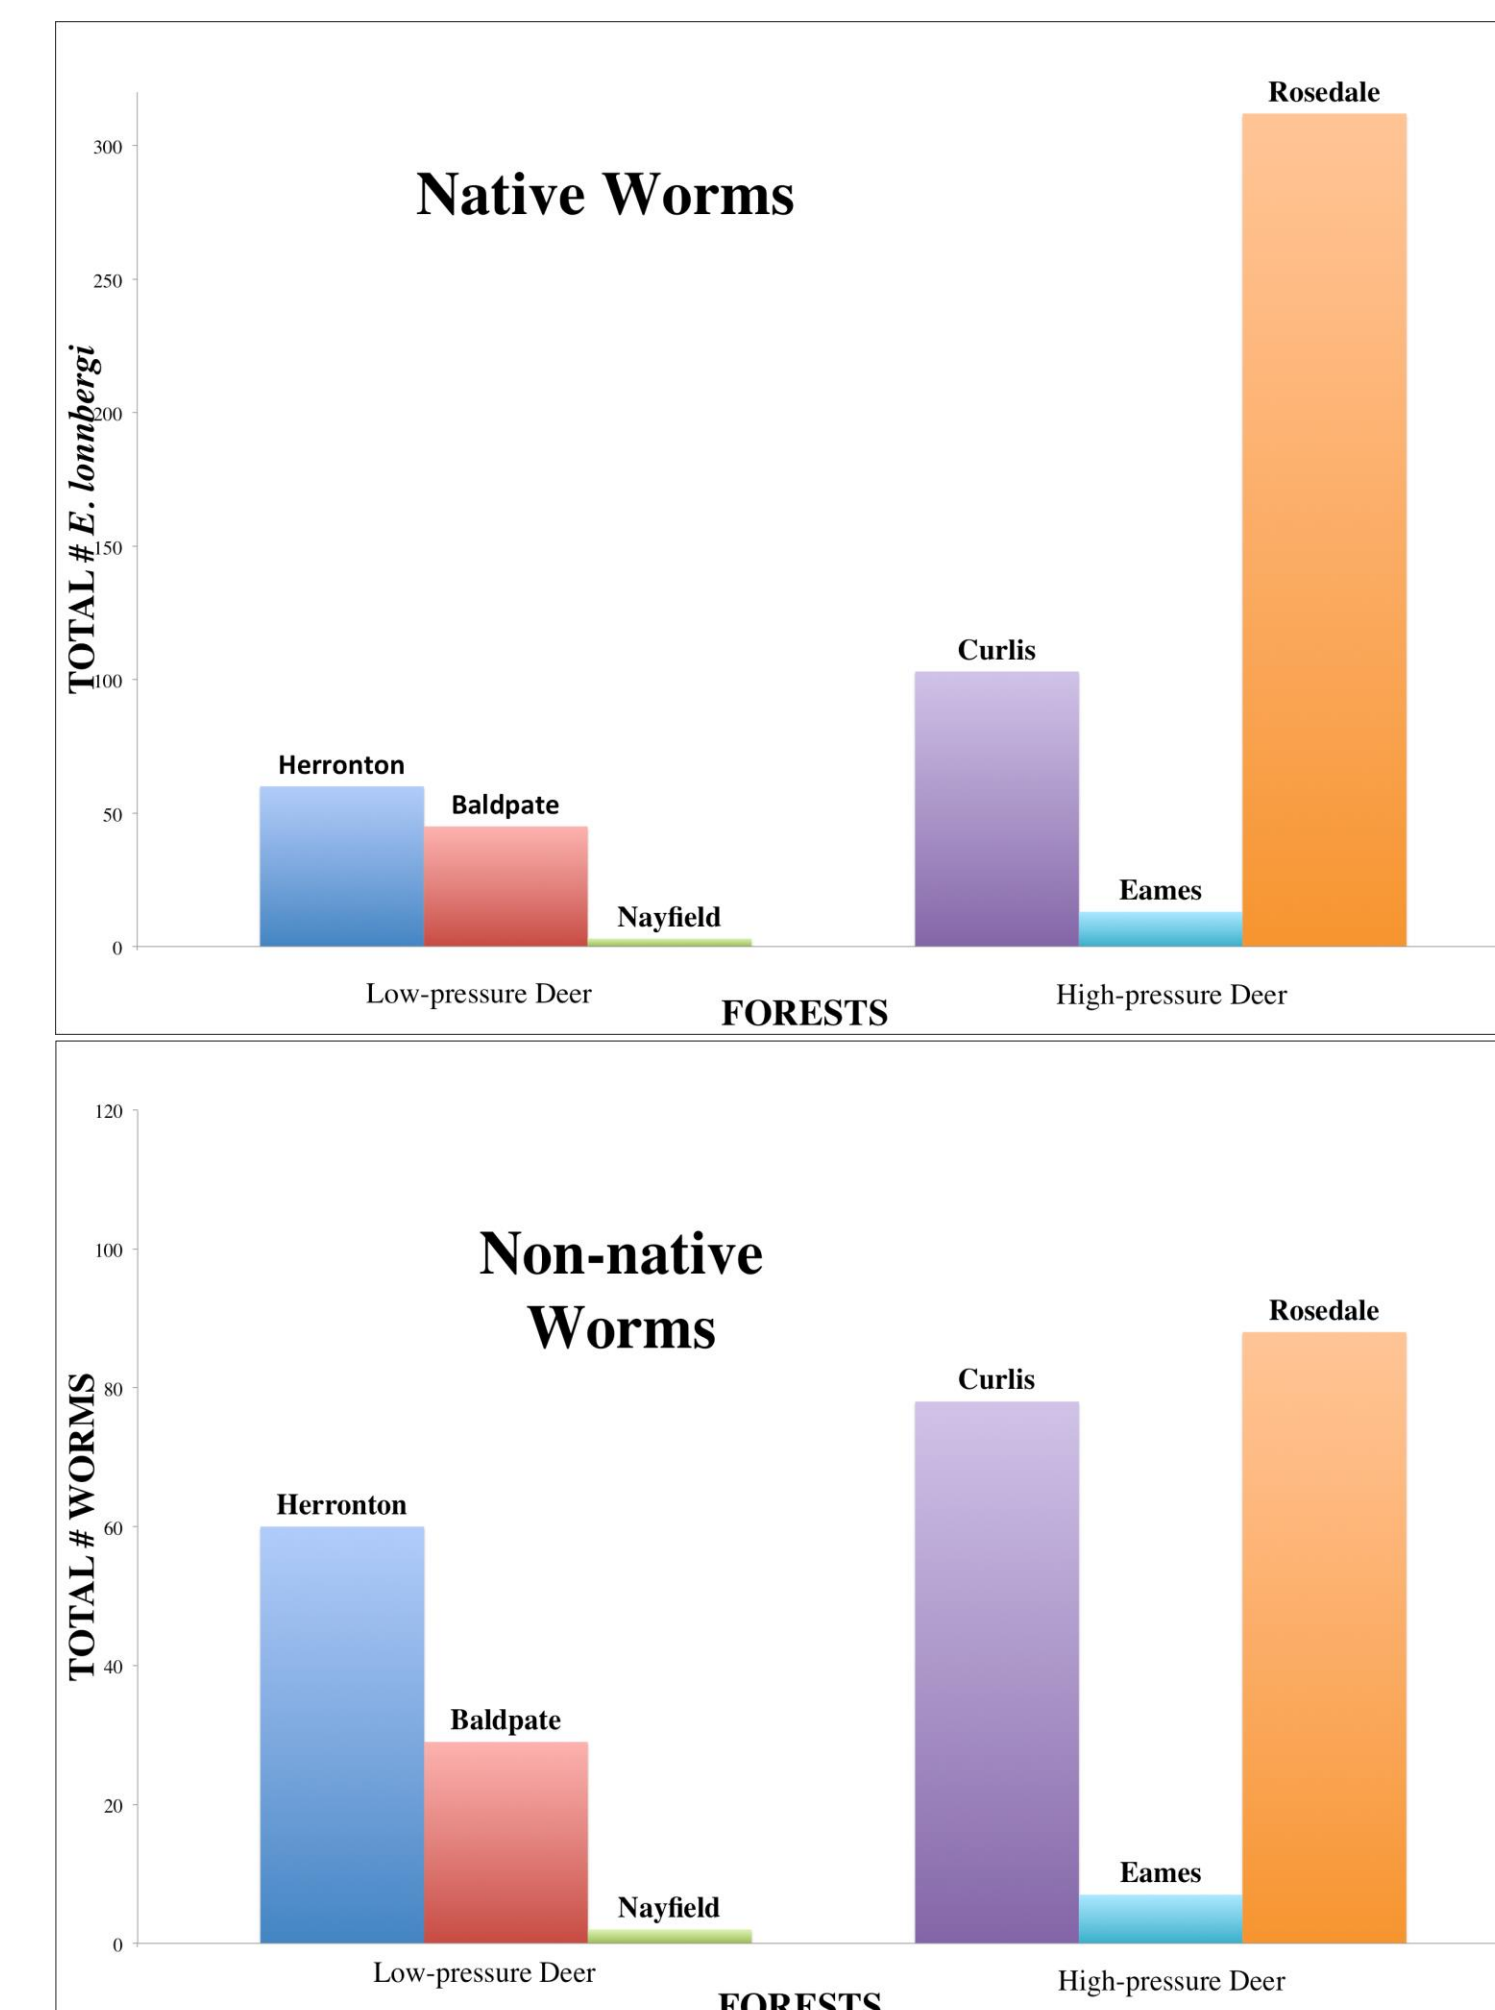 Rosedale
300
Native Worms
250
TOTAL # E. lonnbergi
200
150
Curlis
100
Herronton
Baldpate
50
Eames
Nayfield
0
Low-pressure Deer
High-pressure Deer
FORESTS
120
Non-native
Worms
100
Rosedale
Curlis
80
TOTAL # WORMS
Herronton
60
40
Baldpate
20
Eames
Nayfield
0
Low-pressure Deer
High-pressure Deer
FORESTS